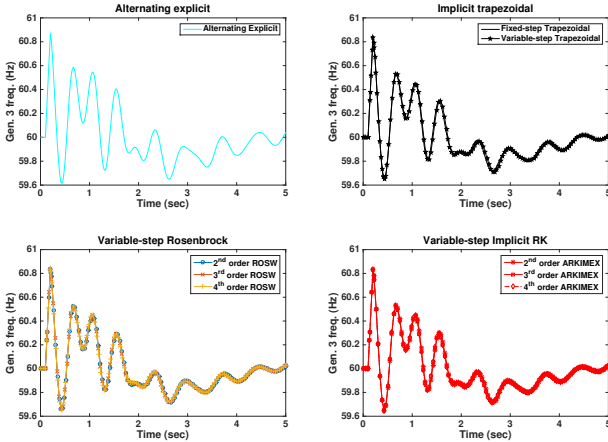 Alternating explicit
61
60.8
60.6
60.4
60.2
60
59.8
59.6
0 1 2 3 4 5
Time (sec)
Gen. 3 freq. (Hz)
Alternating Explicit
Implicit trapezoidal
61
60.8
60.6
60.4
60.2
60
59.8
59.6
0 1 2 3 4 5
Time (sec)
Gen. 3 freq. (Hz)
Fixed-step Trapezoidal
Variable-step Trapezoidal
Variable-step Rosenbrock
61
60.8
60.6
60.4
60.2
60
59.8
59.6
0 1 2 3 4 5
Time (sec)
Gen. 3 freq. (Hz)
2nd order ROSW
3rd order ROSW
4th order ROSW
Variable-step Implicit RK
61
60.8
60.6
60.4
60.2
60
59.8
59.6
0 1 2 3 4 5
Time (sec)
Gen. 3 freq. (Hz)
2nd order ARKIMEX
3rd order ARKIMEX
4th order ARKIMEX